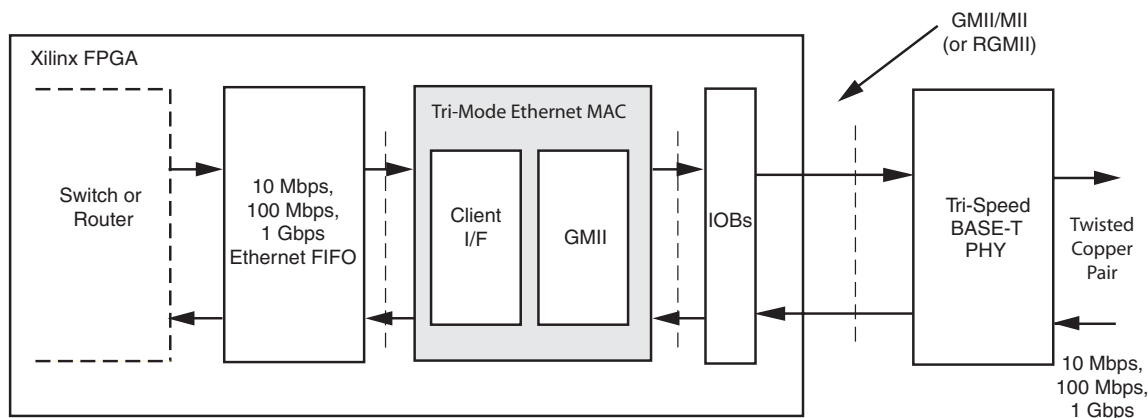 GMII/MII
(or RGMII)
Xilinx FPGA
Tri-Mode Ethernet MAC
Switch or
Router
10 Mbps,
100 Mbps,
1 Gbps
Ethernet FIFO
Client
I/F
GMII
IOBs
Tri-Speed
BASE-T
PHY
Twisted
Copper
Pair
10 Mbps,
100 Mbps,
1 Gbps